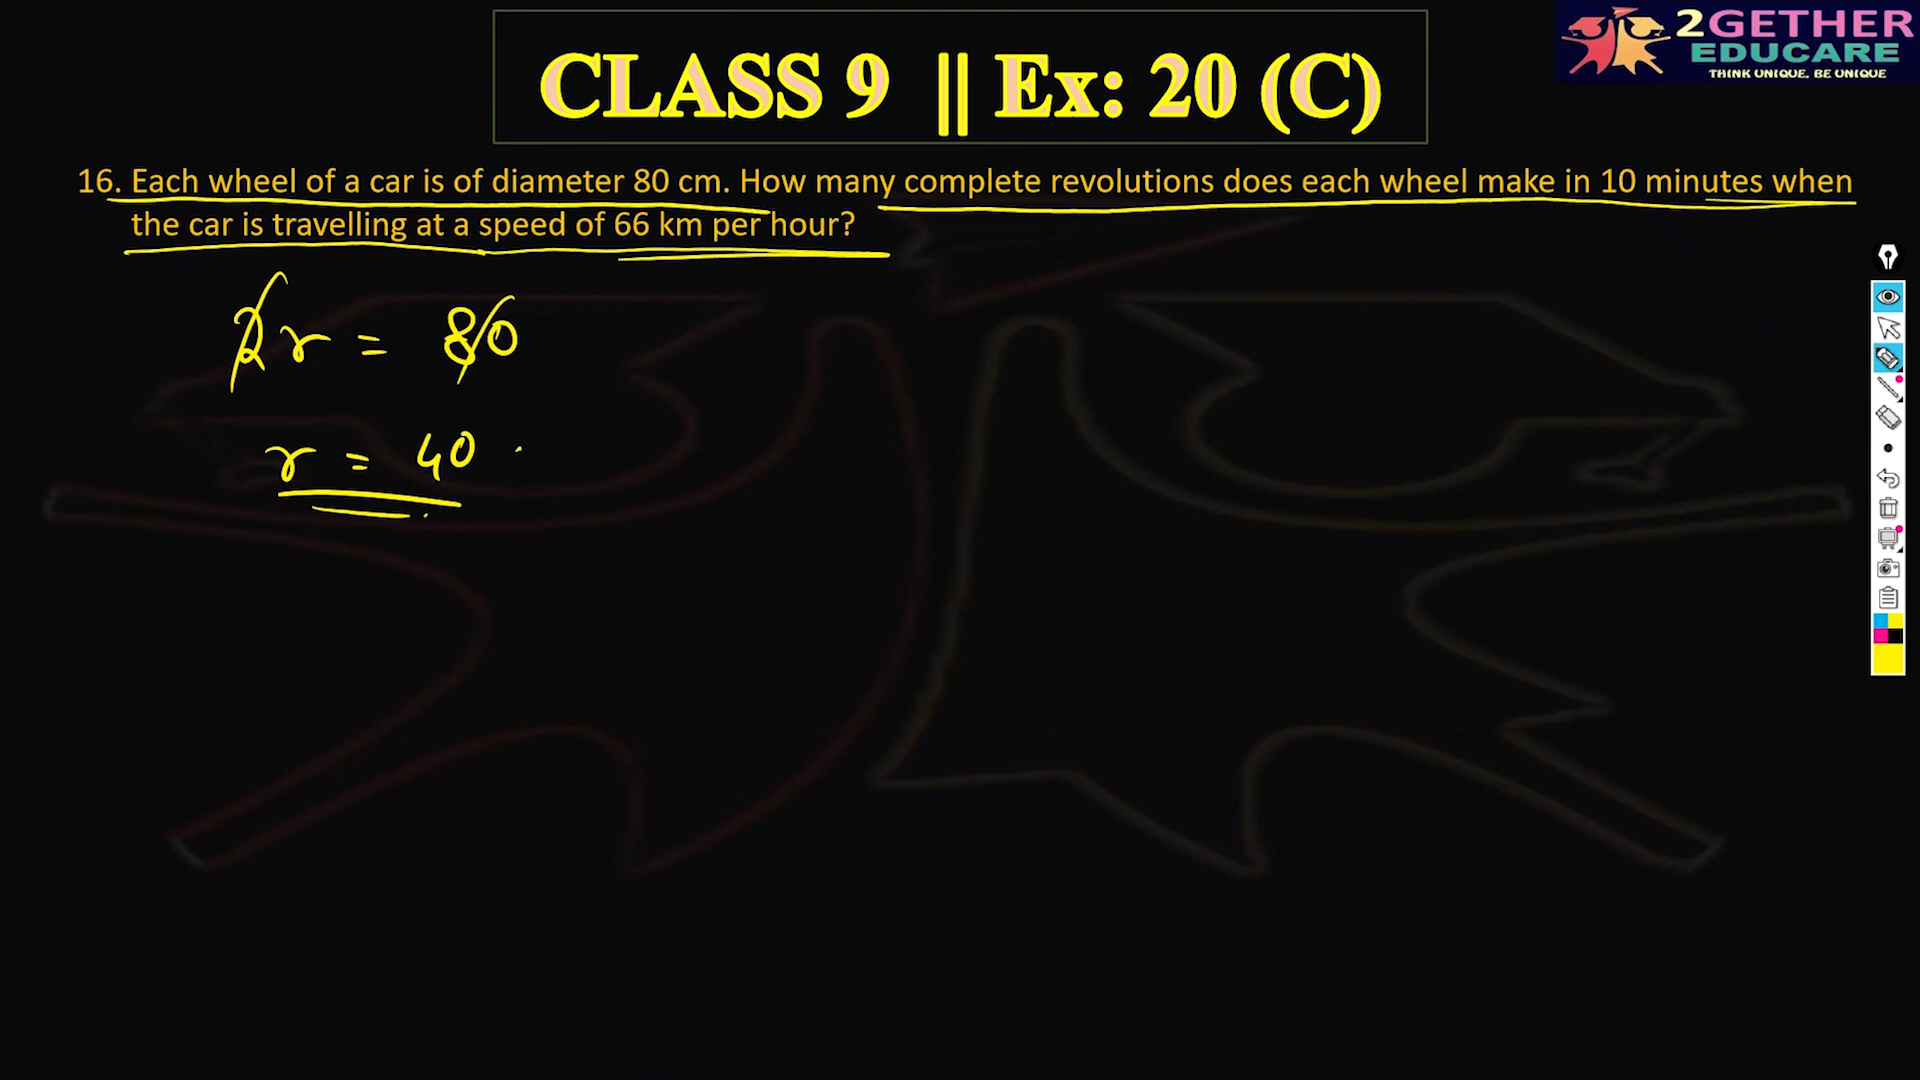 2GETHER
EDUCARE
THINK UNIQUE. BE UNIQUE
CLASS 9 || Ex: 20 (C)
16. Each wheel of a car is of diameter 80 cm. How many complete revolutions does each wheel make in 10 minutes when
the car is travelling at a speed of 66 km per hour?
2r = 80
r = 40